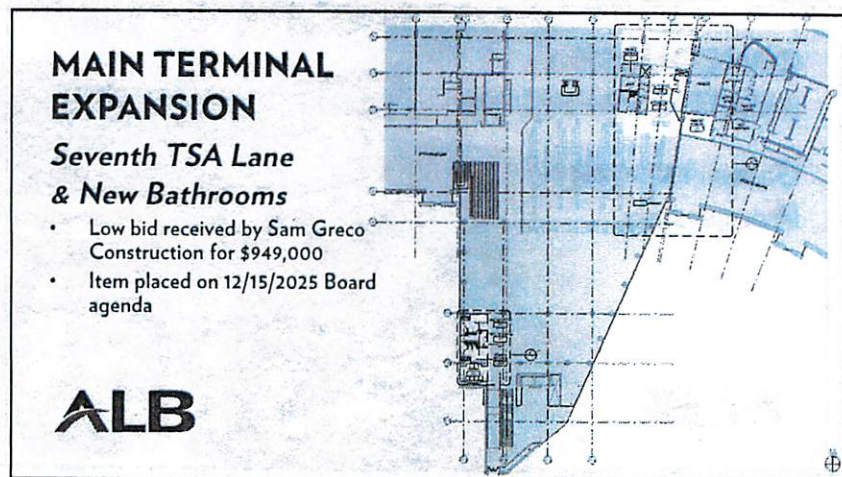 MAIN TERMINAL
EXPANSION
Seventh TSA Lane
& New Bathrooms
• Low bid received by Sam Greco
Construction for $949,000
• Item placed on 12/15/2025 Board
agenda
ALB